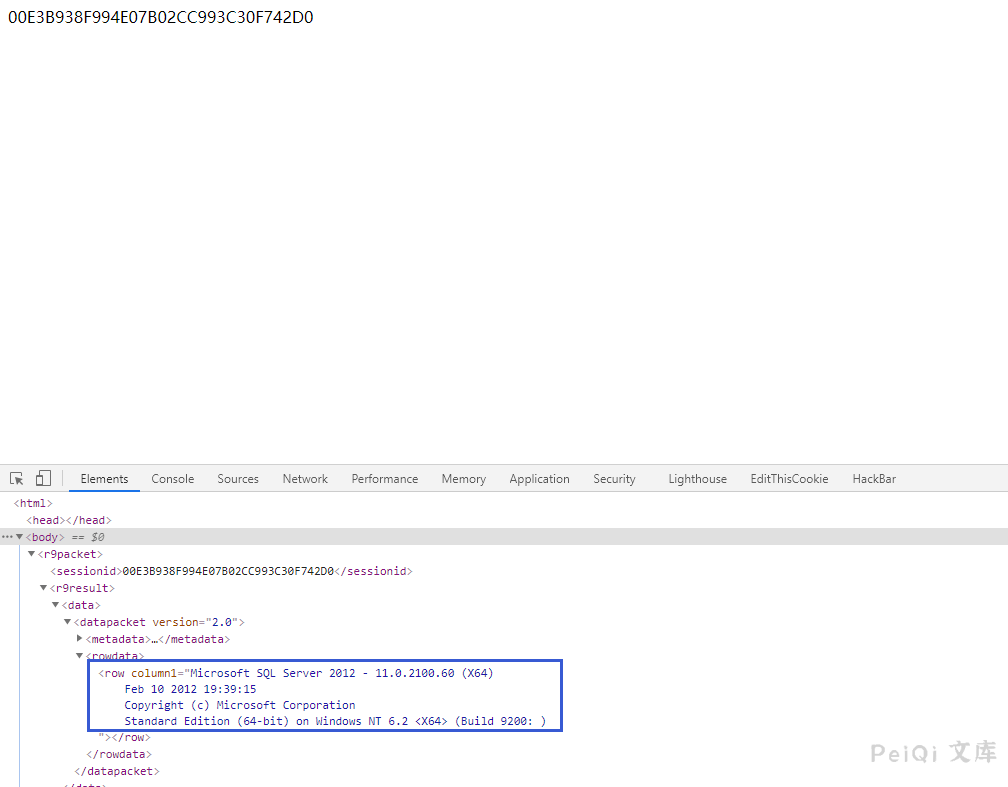 00E3B938F994E07B02CC993C30F742D0
Elements Console Sources Network Performance Memory Application Security Lighthouse EditThisCookie HackBar
<html>
<head></head>
<body> == $0
<r9packet>
<sessionid>00E3B938F994E07B02CC993C30F742D0</sessionid>
<r9result>
<data>
<datapacket version="2.0">
<metadata>…</metadata>
<rowdata>
<row column1="Microsoft SQL Server 2012 - 11.0.2100.60 (X64)
Feb 10 2012 19:39:15
Copyright (c) Microsoft Corporation
Standard Edition (64-bit) on Windows NT 6.2 <X64> (Build 9200: )
"></row>
</rowdata>
</datapacket>
</data>
PeiQi 文库